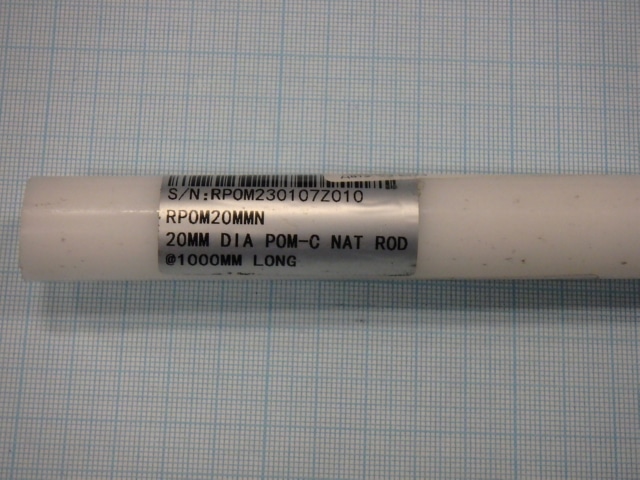 S/N:RPOM230107Z010
RPOM20MMN
20MM DIA POM-C NAT ROD
@1000MM LONG